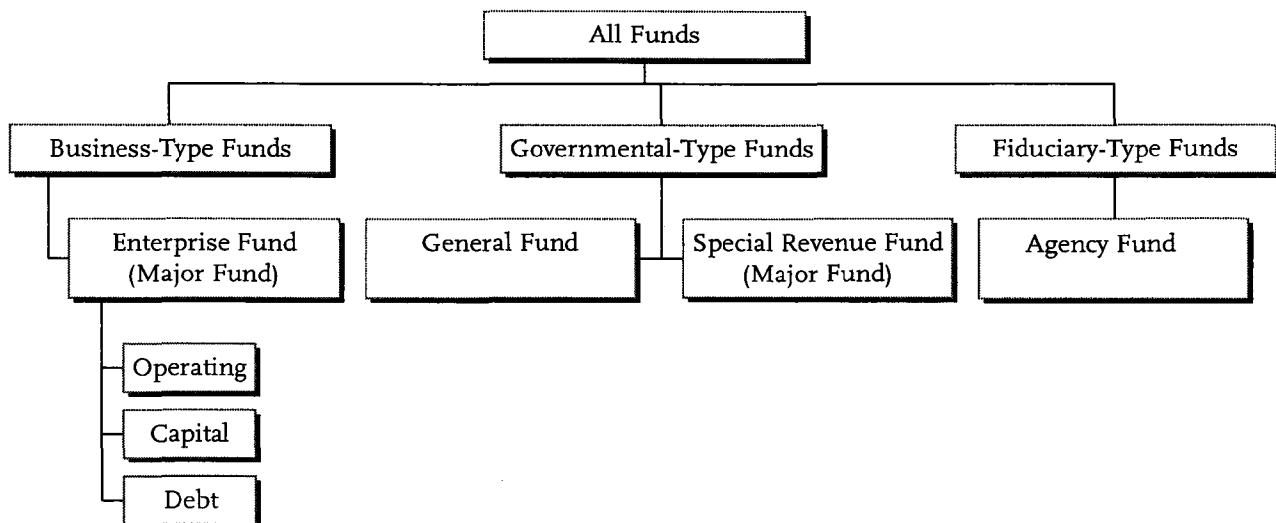 All Funds
Business-Type Funds
Governmental-Type Funds
Fiduciary-Type Funds
Enterprise Fund
(Major Fund)
General Fund
Special Revenue Fund
(Major Fund)
Agency Fund
Operating
Capital
Debt